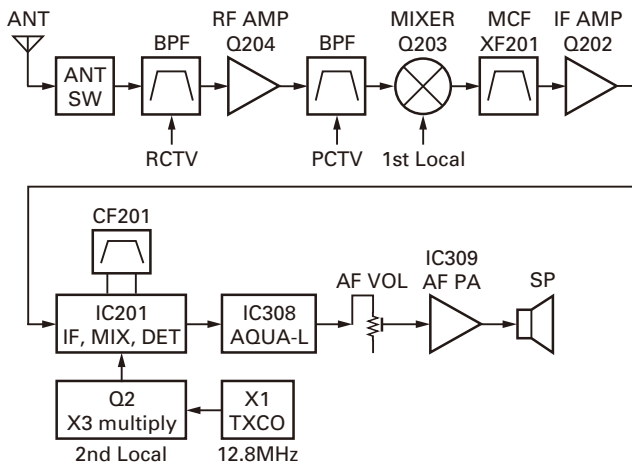 ANT
ANT
SW
BPF
RCTV
RF AMP
Q204
BPF
PCTV
MIXER
Q203
1st Local
MCF
XF201
IF AMP
Q202
CF201
IC201
IF, MIX, DET
IC308
AQUA-L
AF VOL
IC309
AF PA
SP
Q2
X3 multiply
2nd Local
X1
TXCO
12.8MHz